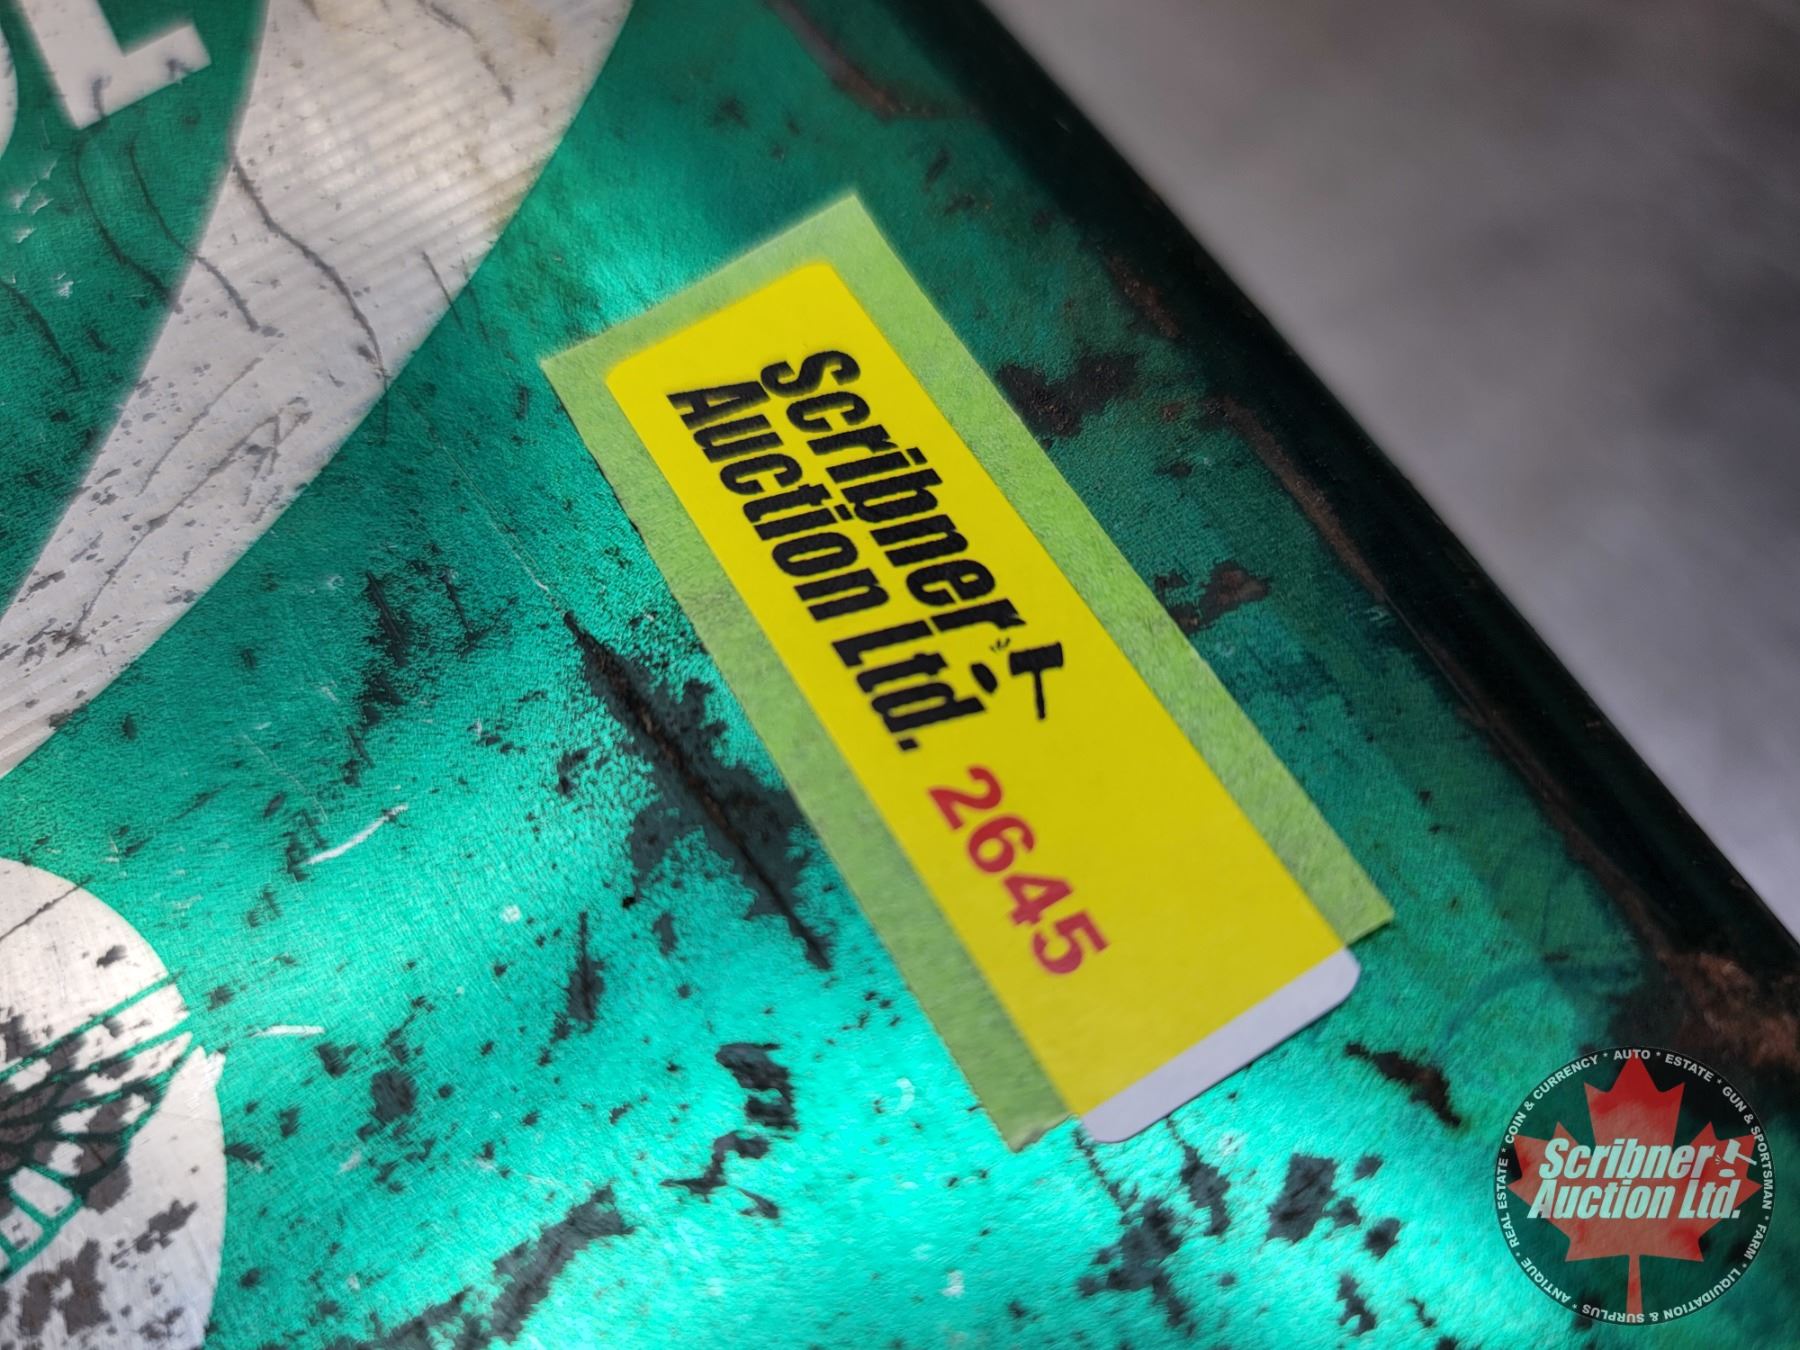 OL
Scribner
Auction Ltd.
2645
COIN & CURRENCY * AUTO * ESTATE * GUN & SPORTSMAN * FARM * LIQUIDATION & SURPLUS * ANTIQUE * REAL ESTATE *
Scribner
Auction Ltd.